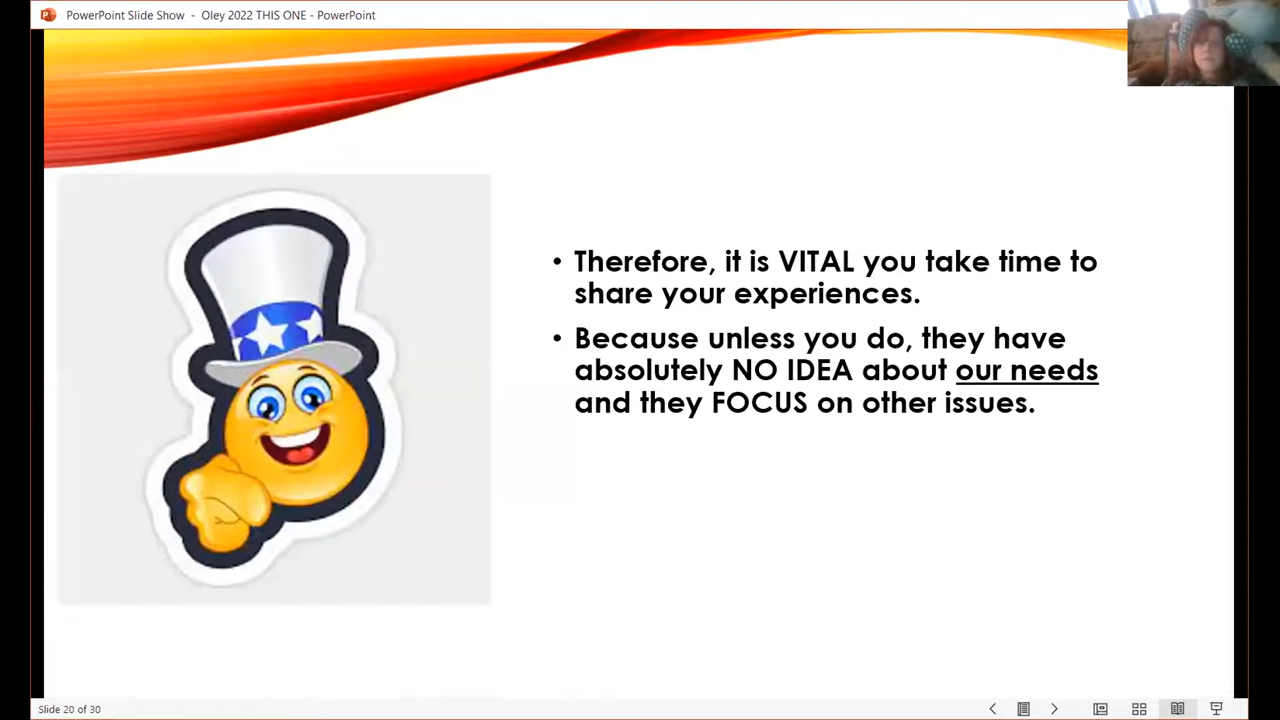 PowerPoint Slide Show - Oley 2022 THIS ONE - PowerPoint
• Therefore, it is VITAL you take time to
share your experiences.
• Because unless you do, they have
absolutely NO IDEA about our needs
and they FOCUS on other issues.
Slide 20 of 30